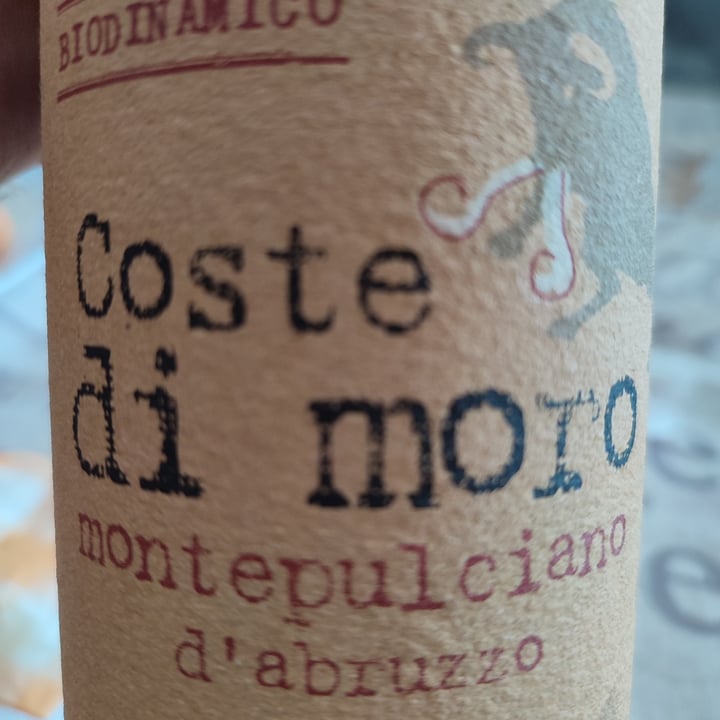 BIODINAMICO
Coste
di moro
montepulciano
d'abruzzo